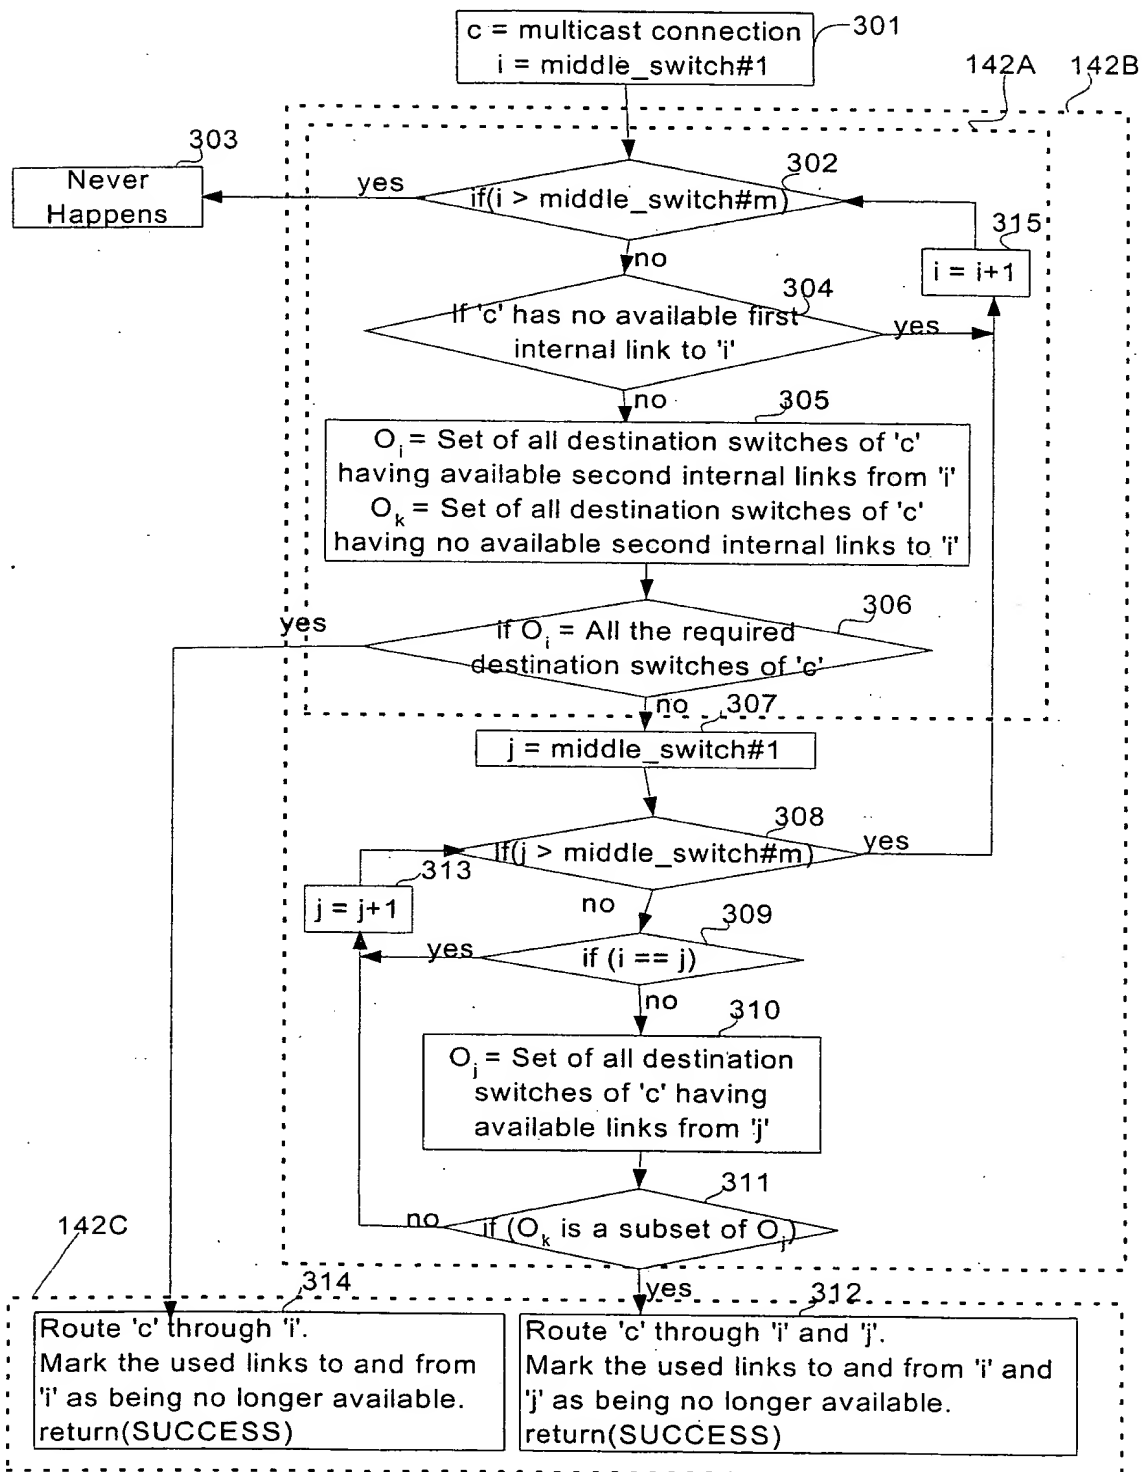 c = multicast connection
i = middle_switch#1
301
142A
142B
303
Never
Happens
yes
if(i > middle_switch#m)
302
315
i = i+1
no
304
If 'c' has no available first
internal link to 'i'
yes
no
305
O_i = Set of all destination switches of 'c'
having available second internal links from 'i'
O_k = Set of all destination switches of 'c'
having no available second internal links to 'i'
306
yes
if O_i = All the required
destination switches of 'c'
no
307
j = middle_switch#1
308
if(j > middle_switch#m)
yes
313
j = j+1
no
309
yes
if (i == j)
no
310
O_j = Set of all destination
switches of 'c' having
available links from 'j'
311
no
if (O_k is a subset of O_j)
142C
yes
314
Route 'c' through 'i'.
Mark the used links to and from
'i' as being no longer available.
return(SUCCESS)
312
Route 'c' through 'i' and 'j'.
Mark the used links to and from 'i' and
'j' as being no longer available.
return(SUCCESS)